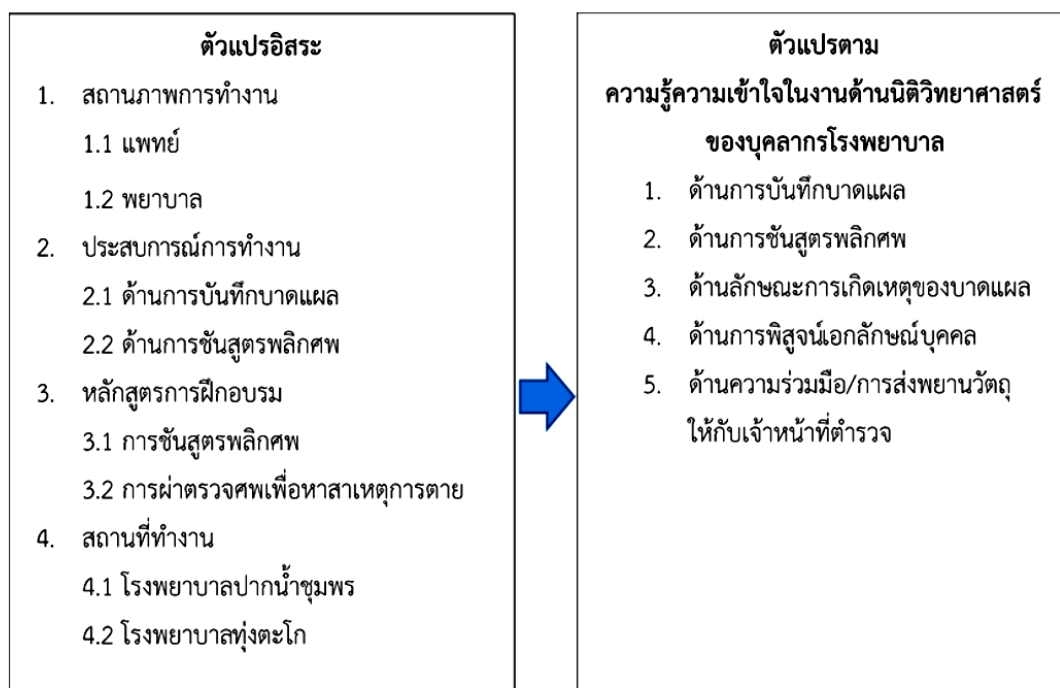 ตัวแปรอิสระ
1. สถานภาพการทำงาน
1.1 แพทย์
1.2 พยาบาล
2. ประสบการณ์การทำงาน
2.1 ด้านการบันทึกบาดแผล
2.2 ด้านการชันสูตรพลิกศพ
3. หลักสูตรการฝึกอบรม
3.1 การชันสูตรพลิกศพ
3.2 การผ่าตรวจศพเพื่อหาสาเหตุการตาย
4. สถานที่ทำงาน
4.1 โรงพยาบาลปากน้ำชุมพร
4.2 โรงพยาบาลทุ่งตะโก
ตัวแปรตาม
ความรู้ความเข้าใจในงานด้านนิติวิทยาศาสตร์
ของบุคลากรโรงพยาบาล
1. ด้านการบันทึกบาดแผล
2. ด้านการชันสูตรพลิกศพ
3. ด้านลักษณะการเกิดเหตุของบาดแผล
4. ด้านการพิสูจน์เอกลักษณ์บุคคล
5. ด้านความร่วมมือ/การส่งพยานวัตถุ
ให้กับเจ้าหน้าที่ตำรวจ